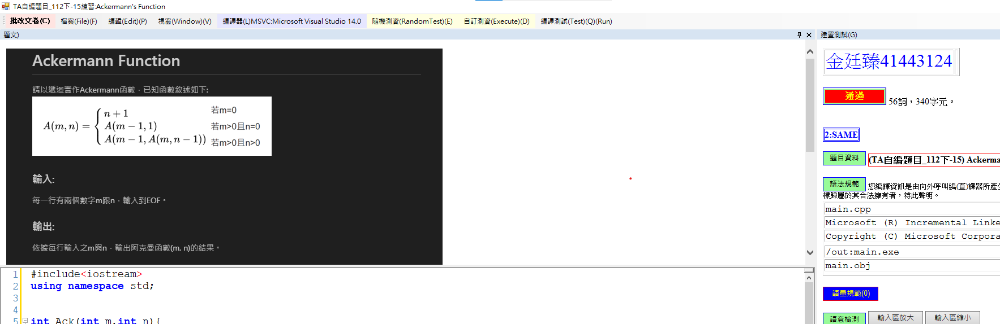 TA自編題目_112下-15練習:Ackermann's Function
批改交卷(C) 檔案(File)(F) 編輯(Edit)(P) 視窗(Window)(V) 編譯器(L)MSVC:Microsoft Visual Studio 14.0 隨機測資(RandomTest)(E) 自訂測資(Execute)(D) 編譯測試(Test)(Q)(Run)
題文)
Ackermann Function
請以遞迴實作Ackermann函數，已知函數敘述如下:
A(m, n) = { n + 1 若m=0
A(m − 1, 1) 若m>0且n=0
A(m − 1, A(m, n − 1)) 若m>0且n>0
輸入:
每一行有兩個數字m跟n，輸入到EOF。
輸出:
依據每行輸入之m與n，輸出阿克曼函數(m, n)的結果。
1 #include<iostream>
2 using namespace std;
3
4
5 int Ack(int m,int n){
建置測試(G)
金廷臻41443124
通過 56詞，340字元。
2:SAME
題目資料 (TA自編題目_112下-15) Ackerma
語法規範 您編譯資訊是由向外呼叫編(直)譯器所產生
標歸屬於其合法擁有者，特此聲明。
main.cpp
Microsoft (R) Incremental Linke
Copyright (C) Microsoft Corpora
/out:main.exe
main.obj
語量規範(0)
語意檢測 輸入區放大 輸入區縮小